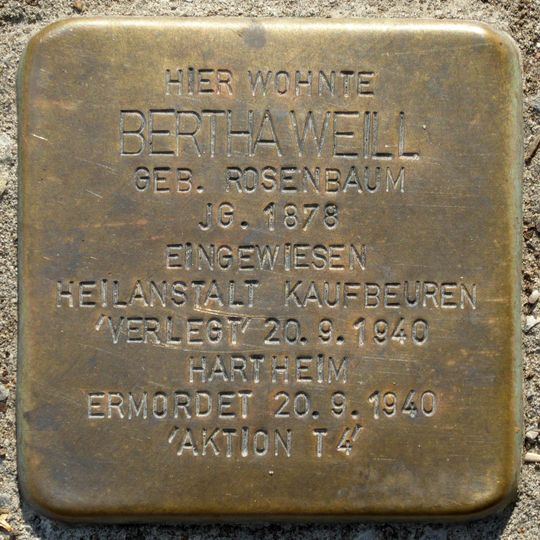 HIER WOHNTE
BERTHA WEILL
GEB. ROSENBAUM
JG. 1878
EINGEWIESEN
HEILANSTALT KAUFBEUREN
'VERLEGT' 20.9.1940
HARTHEIM
ERMORDET 20.9.1940
'AKTION T4'